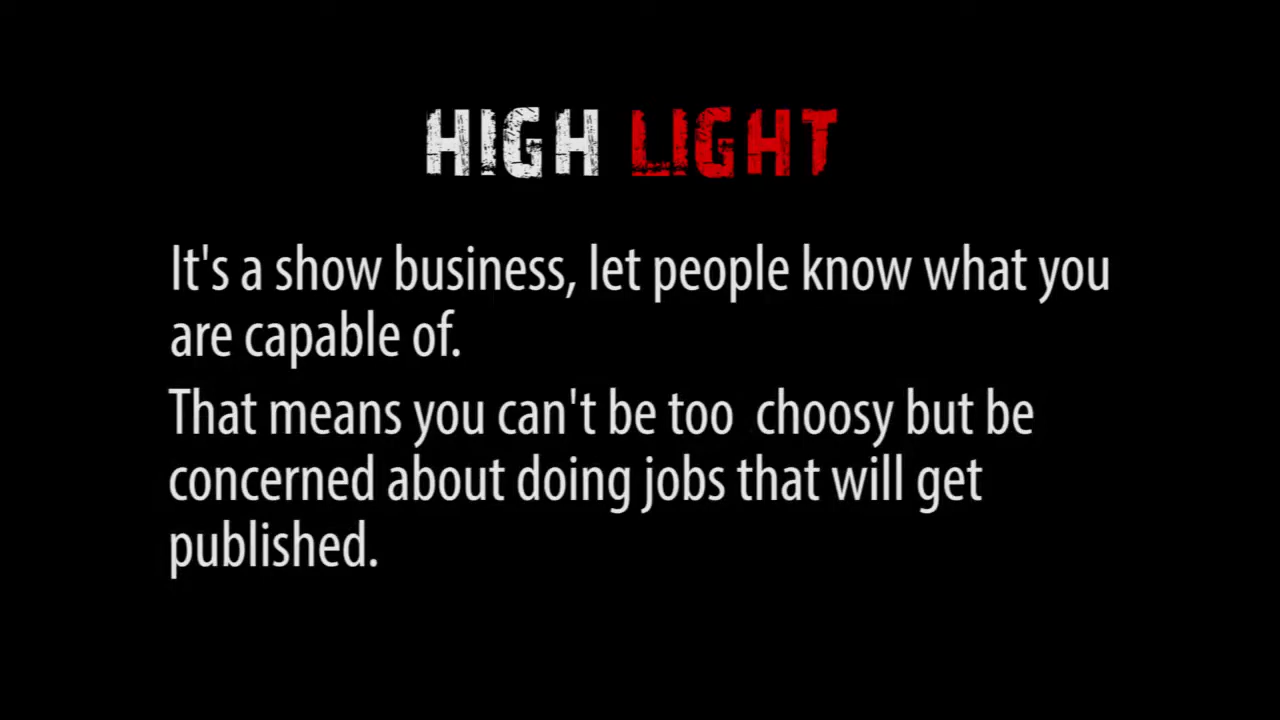 HIGH LIGHT
It's a show business, let people know what you
are capable of.
That means you can't be too choosy but be
concerned about doing jobs that will get
published.